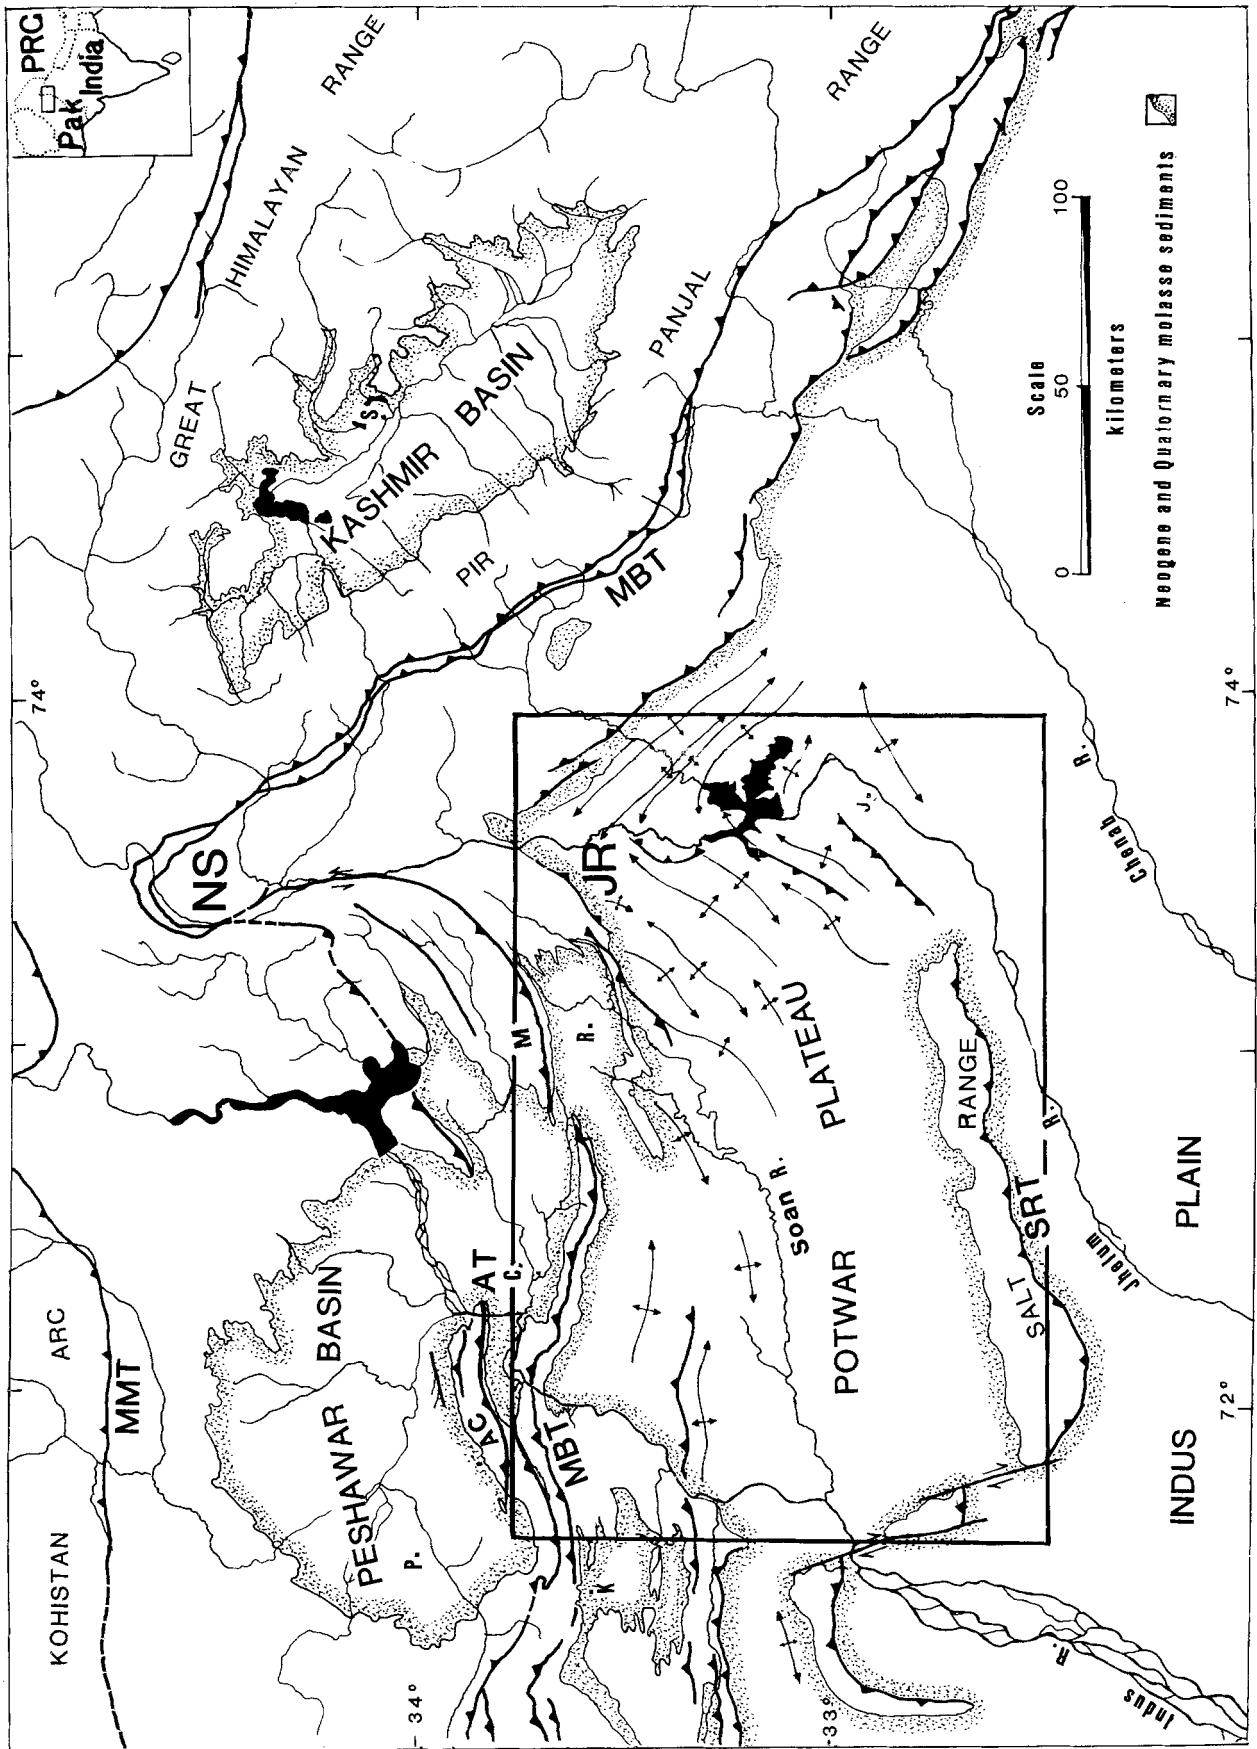 PRC
Pak
India
RANGE
RANGE
HIMALAYAN
GREAT
PANJAL
PIR
KASHMIR
BASIN
S.
MBT
NS
74°
74°
Scale
0
50
100
kilometers
Neogene and Quaternary molasse sediments
JR
J.
Chenab R.
M
R.
PLATEAU
POTWAR
Soan R.
RANGE
SALT
SRT
R.
Jhelum
PLAIN
INDUS
ARC
KOHISTAN
MMT
BASIN
PESHAWAR
P.
AT
C.
AC
MBT
K
34°
33°
72°
Indus
R.